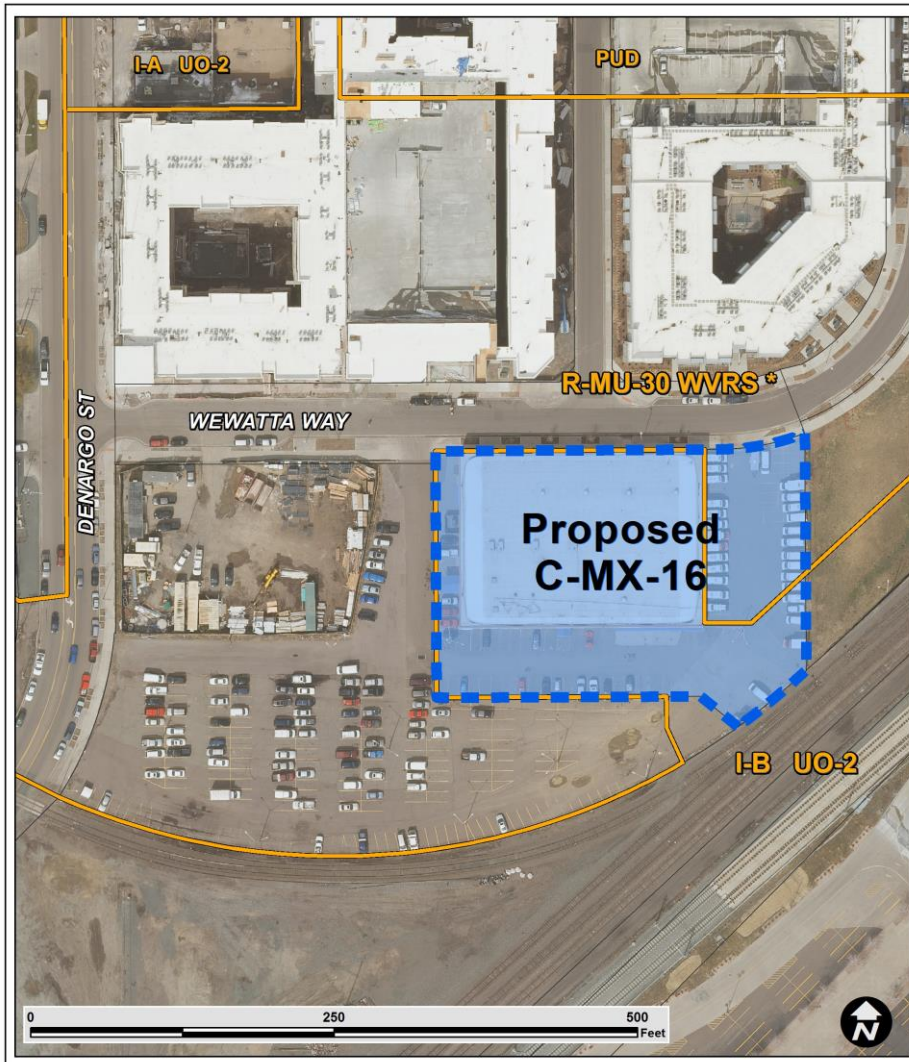 I-A UO-2
PUD
R-MU-30 WVRS *
WEWATTA WAY
DENARGO ST
Proposed
C-MX-16
I-B UO-2
0 250 500
Feet
N